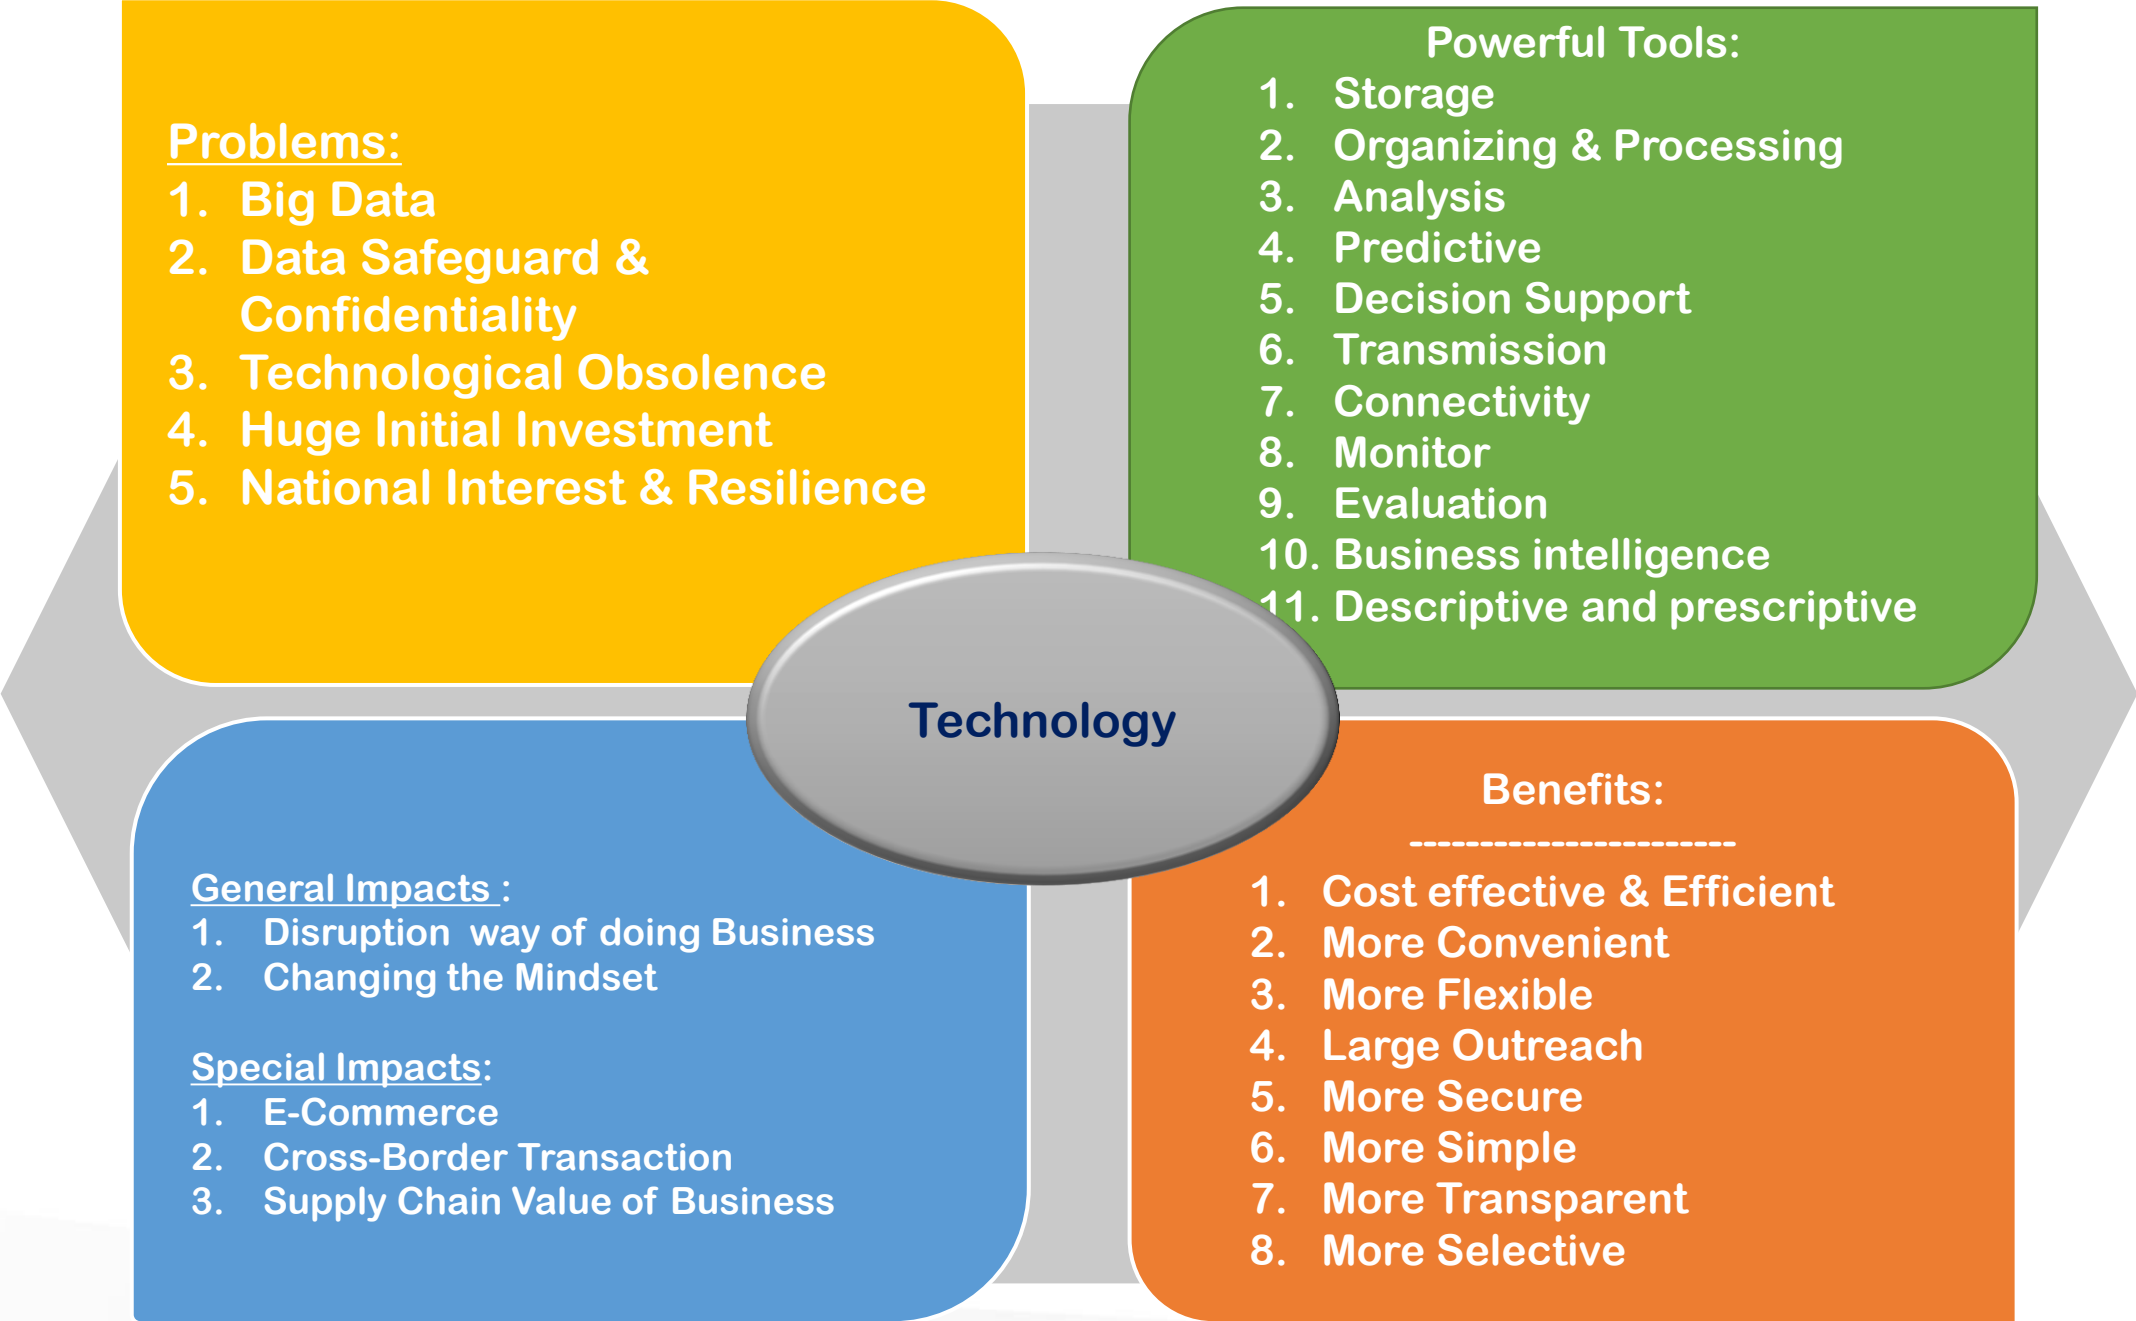 Problems:
1. Big Data
2. Data Safeguard &
Confidentiality
3. Technological Obsolence
4. Huge Initial Investment
5. National Interest & Resilience
Powerful Tools:
1. Storage
2. Organizing & Processing
3. Analysis
4. Predictive
5. Decision Support
6. Transmission
7. Connectivity
8. Monitor
9. Evaluation
10. Business intelligence
11. Descriptive and prescriptive
Technology
General Impacts :
1. Disruption way of doing Business
2. Changing the Mindset
Special Impacts:
1. E-Commerce
2. Cross-Border Transaction
3. Supply Chain Value of Business
Benefits:
-----------------------
1. Cost effective & Efficient
2. More Convenient
3. More Flexible
4. Large Outreach
5. More Secure
6. More Simple
7. More Transparent
8. More Selective